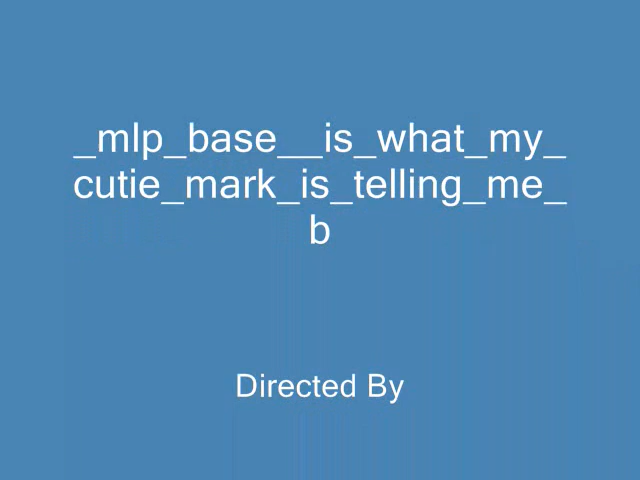 _mlp_base__is_what_my_
cutie_mark_is_telling_me_
b
Directed By